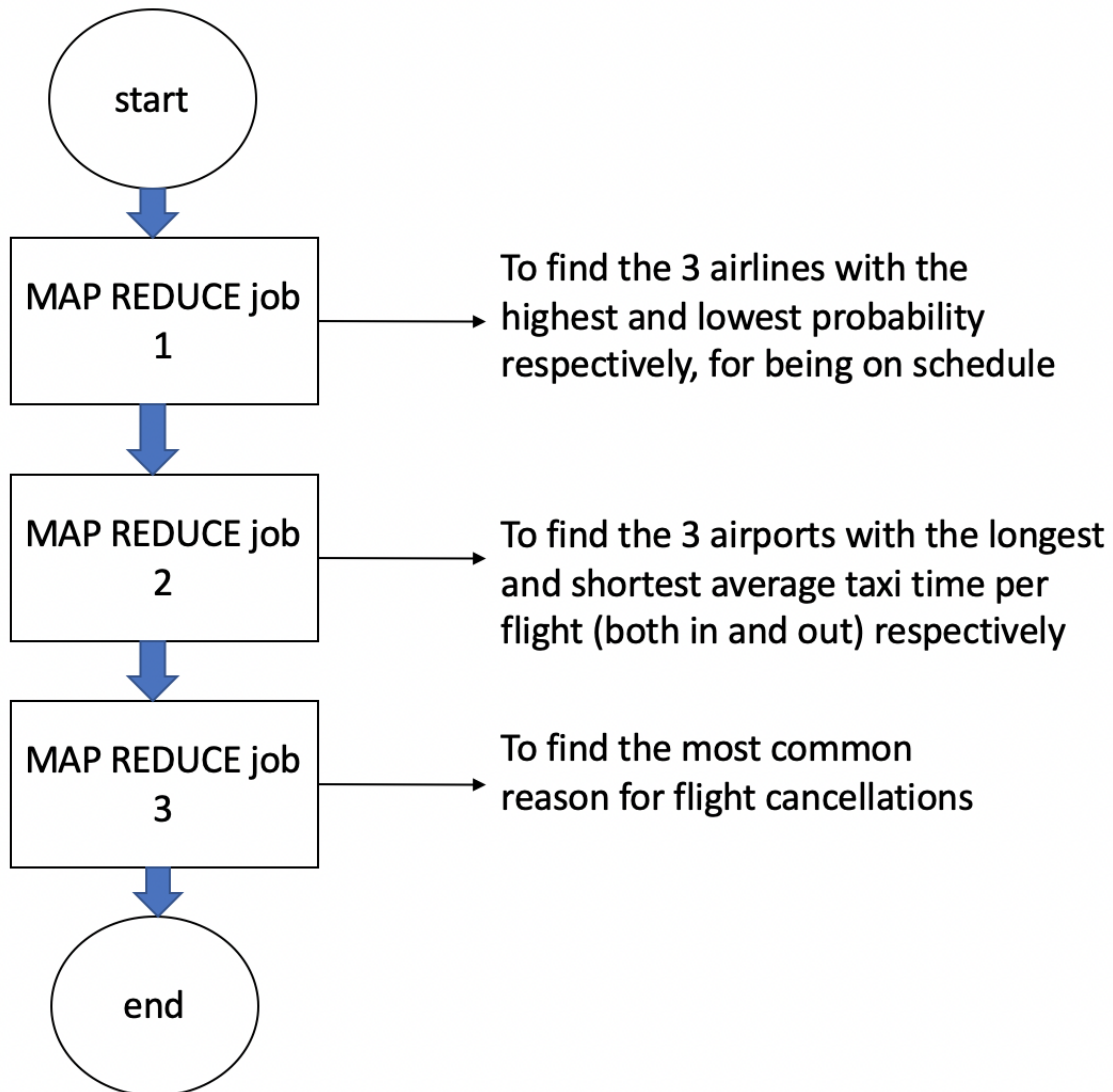 start
MAP REDUCE job
1
To find the 3 airlines with the
highest and lowest probability
respectively, for being on schedule
MAP REDUCE job
2
To find the 3 airports with the longest
and shortest average taxi time per
flight (both in and out) respectively
MAP REDUCE job
3
To find the most common
reason for flight cancellations
end